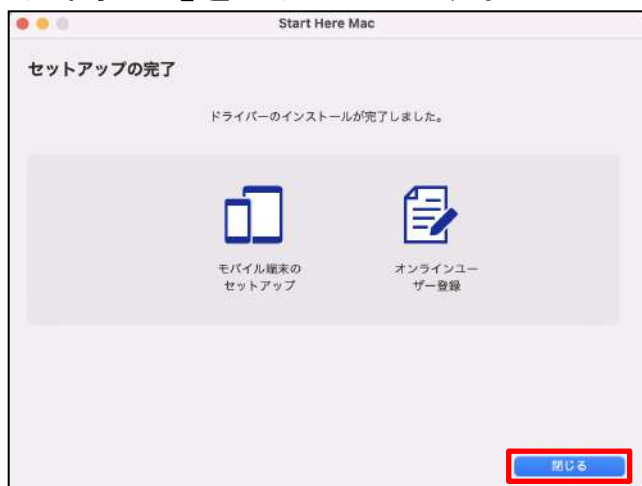 Start Here Mac
セットアップの完了
ドライバーのインストールが完了しました。
モバイル端末の
セットアップ
オンラインユー
ザー登録
閉じる